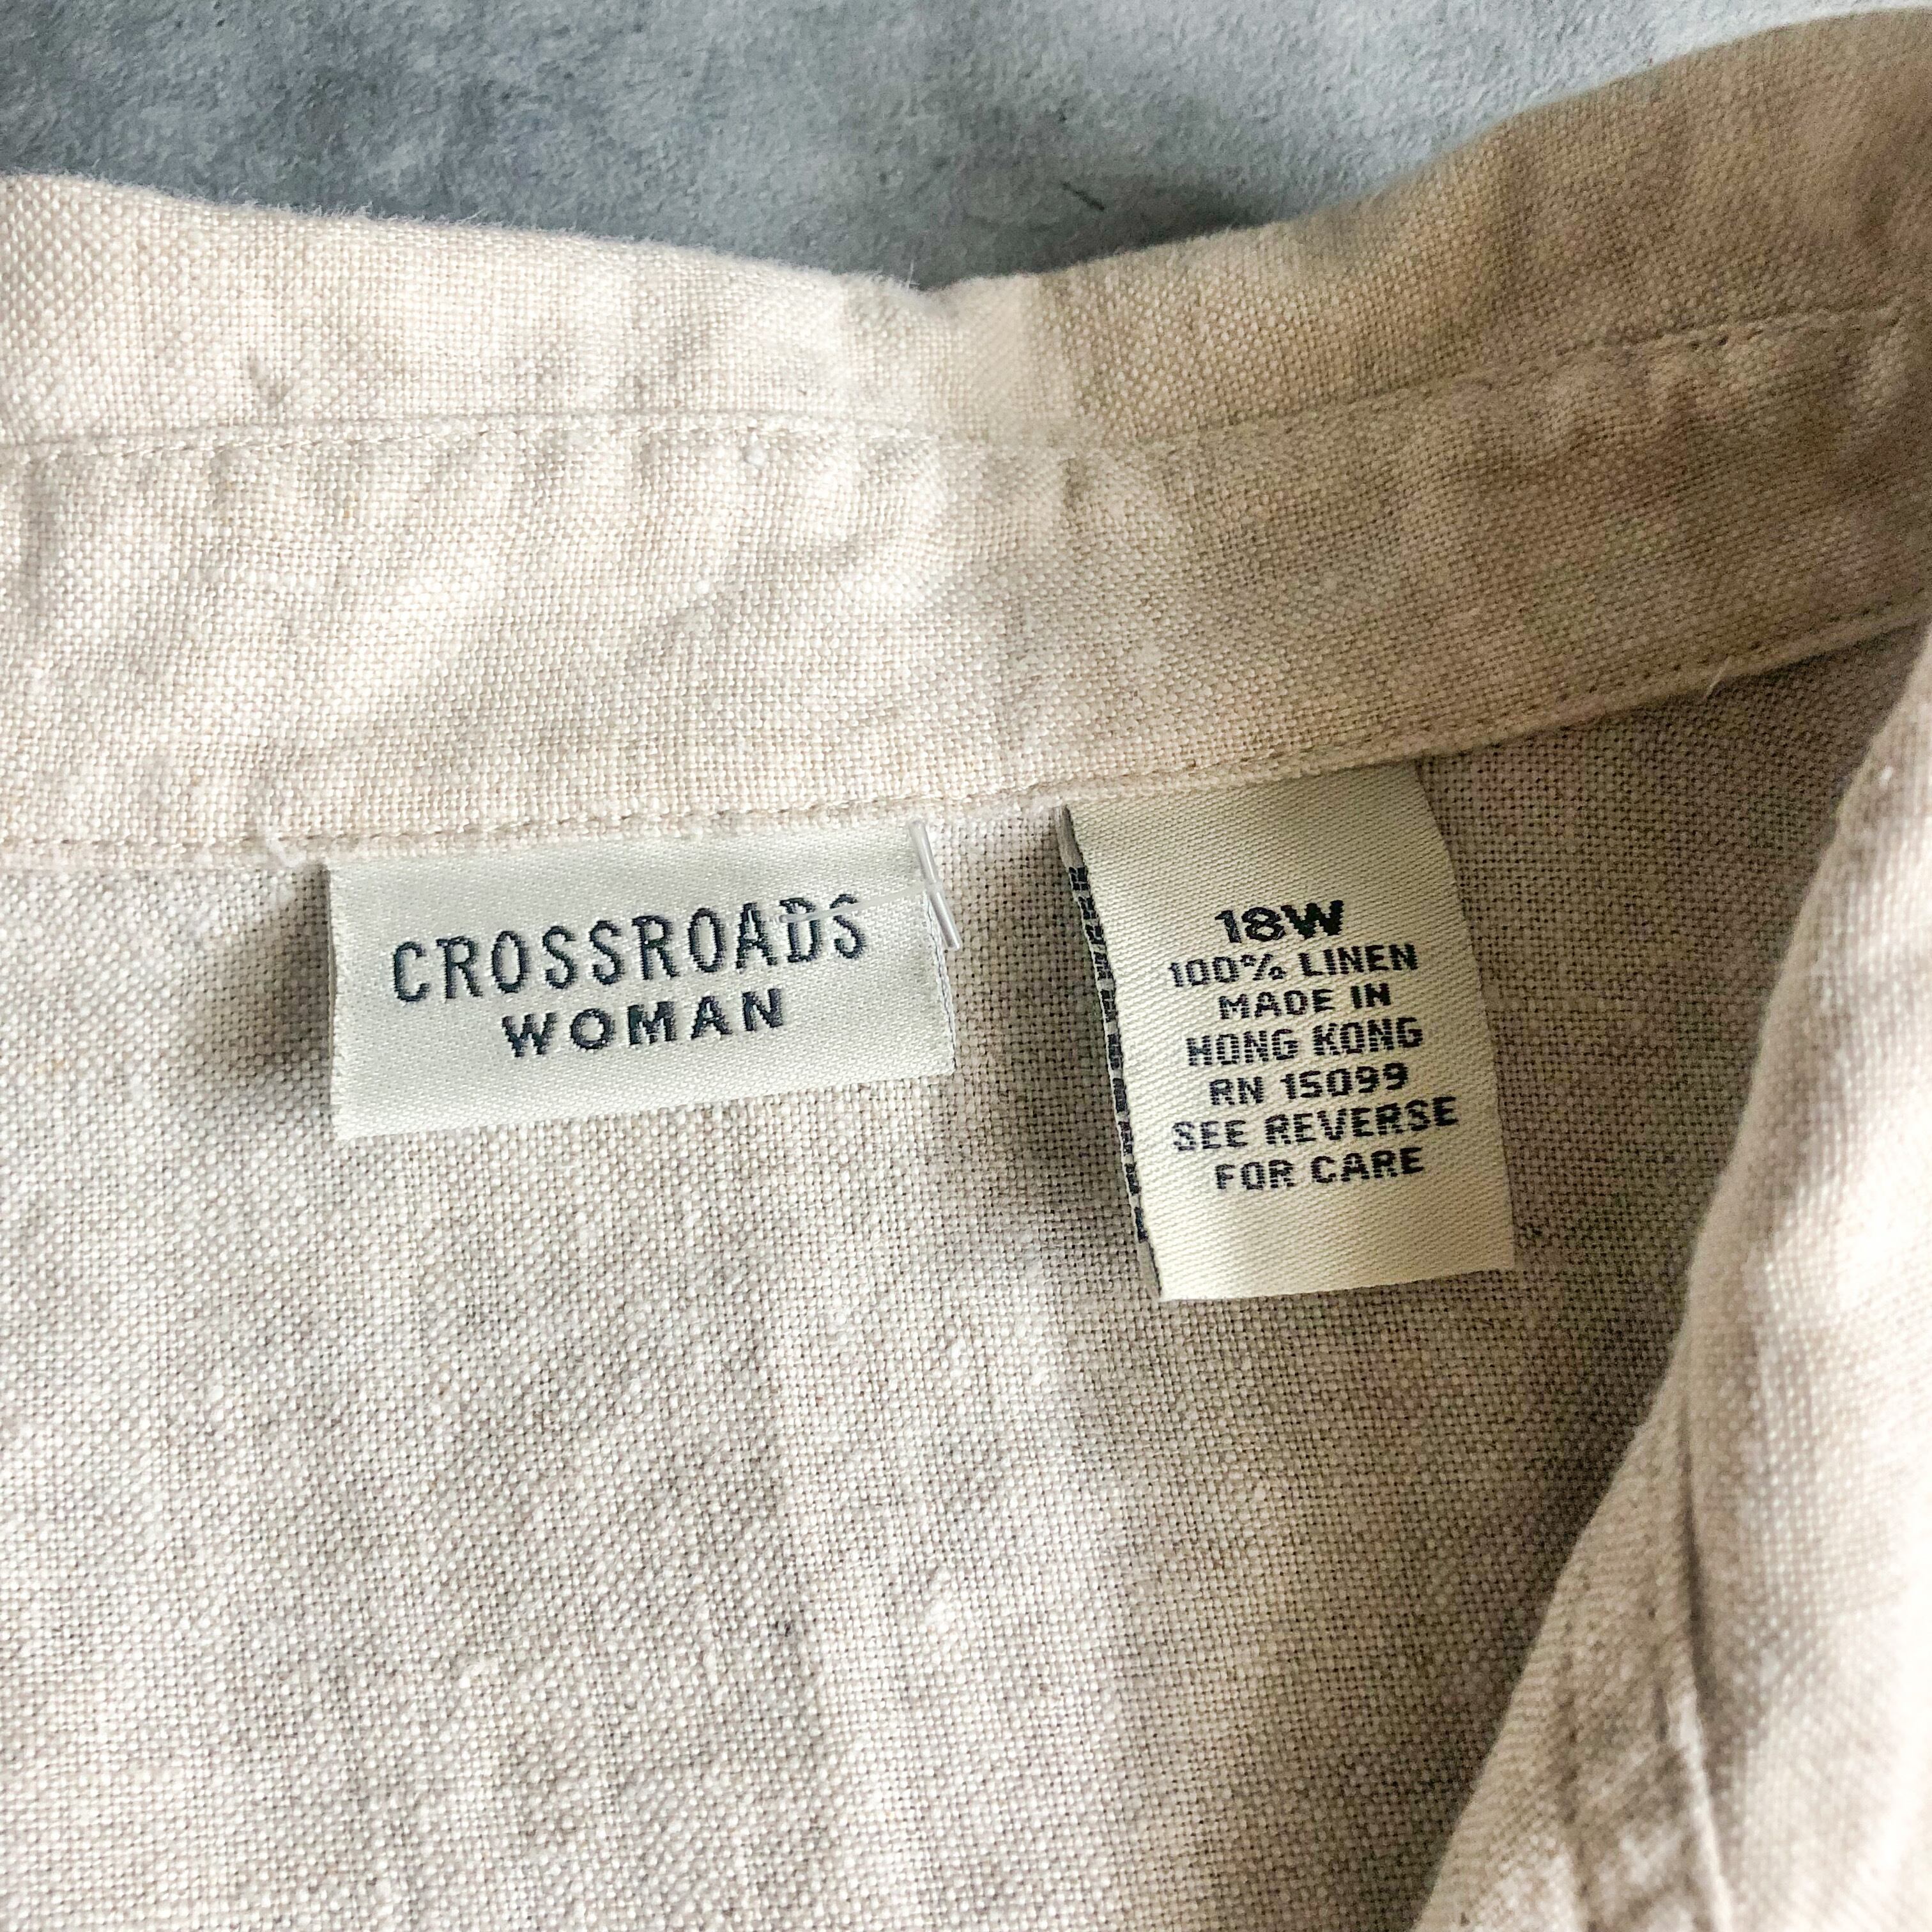 CROSSROADS
WOMAN
18W
100% LINEN
MADE IN
HONG KONG
RN 15099
SEE REVERSE
FOR CARE